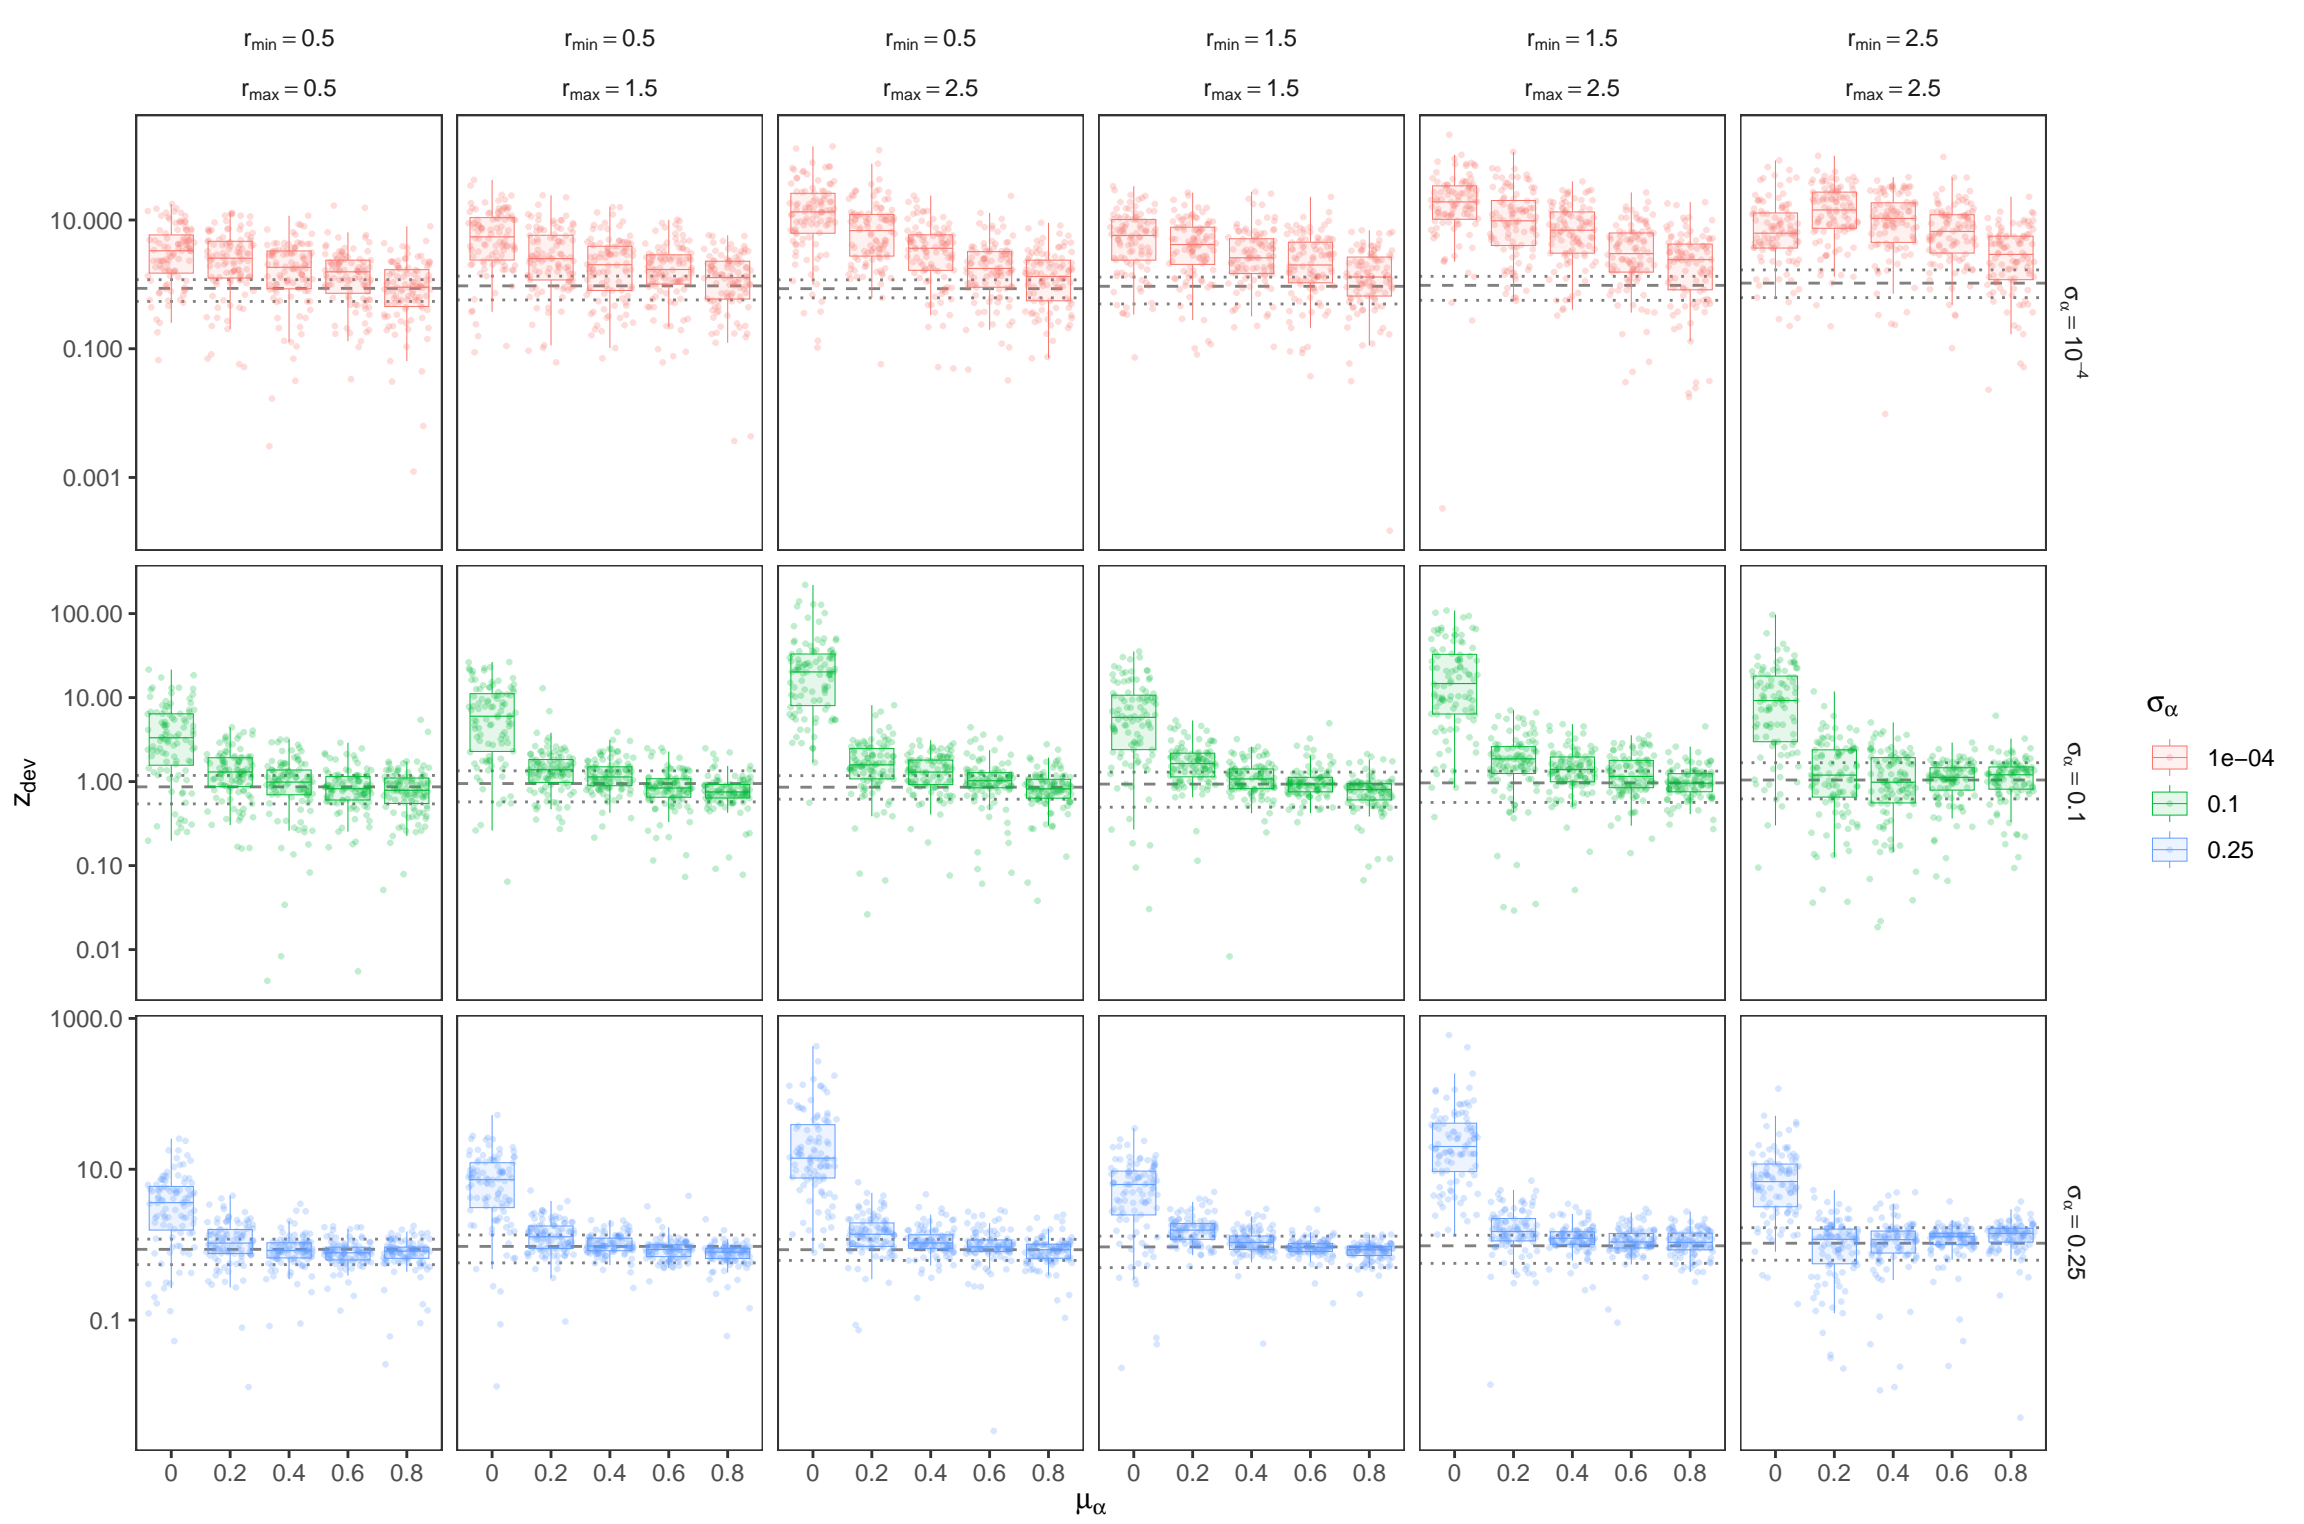 r_min = 0.5 r_min = 0.5 r_min = 0.5 r_min = 1.5 r_min = 1.5 r_min = 2.5
r_max = 0.5 r_max = 1.5 r_max = 2.5 r_max = 1.5 r_max = 2.5 r_max = 2.5
10.000
0.100
0.001
σ_α = 10^−4
100.00
10.00
1.00
0.10
0.01
σ_α = 0.1
1000.0
10.0
0.1
σ_α = 0.25
z_dev
0 0.2 0.4 0.6 0.8 0 0.2 0.4 0.6 0.8 0 0.2 0.4 0.6 0.8 0 0.2 0.4 0.6 0.8 0 0.2 0.4 0.6 0.8 0 0.2 0.4 0.6 0.8
μ_α
σ_α
1e−04
0.1
0.25